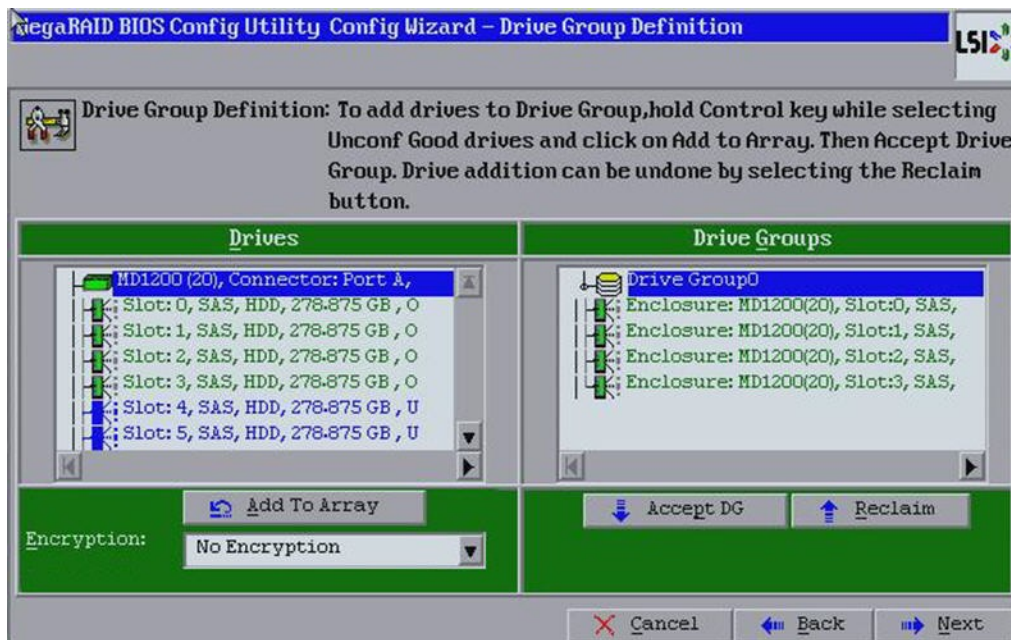 egaRAID BIOS Config Utility Config Wizard – Drive Group Definition
LSI
Drive Group Definition: To add drives to Drive Group,hold Control key while selecting
Unconf Good drives and click on Add to Array. Then Accept Drive
Group. Drive addition can be undone by selecting the Reclaim
button.
Drives
MD1200 (20), Connector: Port A,
Slot: 0, SAS, HDD, 278.875 GB , O
Slot: 1, SAS, HDD, 278.875 GB , O
Slot: 2, SAS, HDD, 278.875 GB , O
Slot: 3, SAS, HDD, 278.875 GB , O
Slot: 4, SAS, HDD, 278.875 GB , U
Slot: 5, SAS, HDD, 278.875 GB , U
Add To Array
Encryption:
No Encryption
Drive Groups
Drive Group0
Enclosure: MD1200(20), Slot:0, SAS,
Enclosure: MD1200(20), Slot:1, SAS,
Enclosure: MD1200(20), Slot:2, SAS,
Enclosure: MD1200(20), Slot:3, SAS,
Accept DG
Reclaim
Cancel
Back
Next